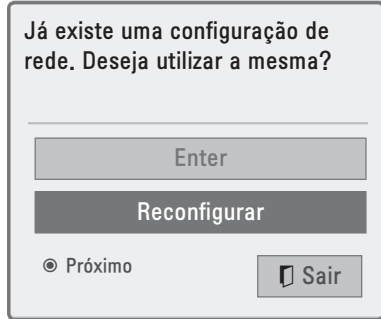 Já existe uma configuração de
rede. Deseja utilizar a mesma?
Enter
Reconfigurar
Próximo
Sair